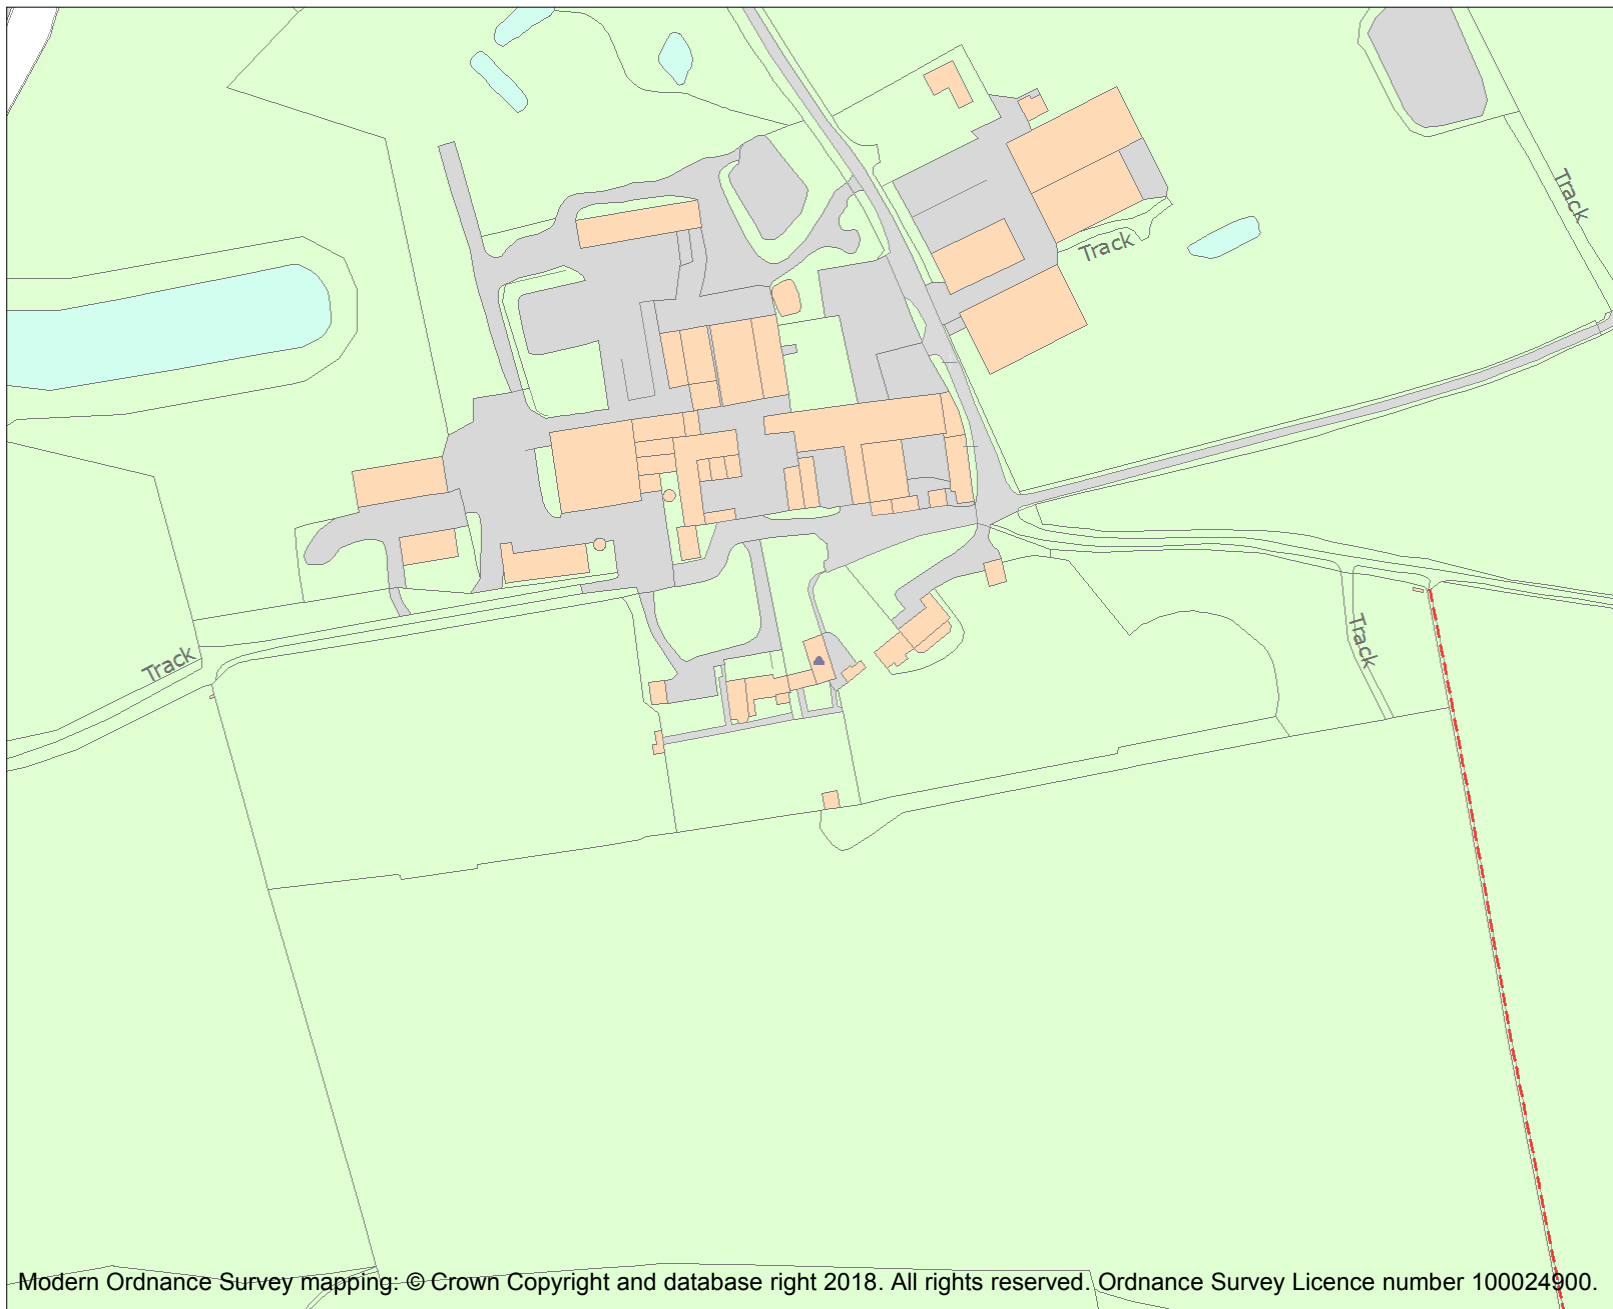 Track
Track
Track
Track
Modern Ordnance Survey mapping: © Crown Copyright and database right 2018. All rights reserved. Ordnance Survey Licence number 100024900.